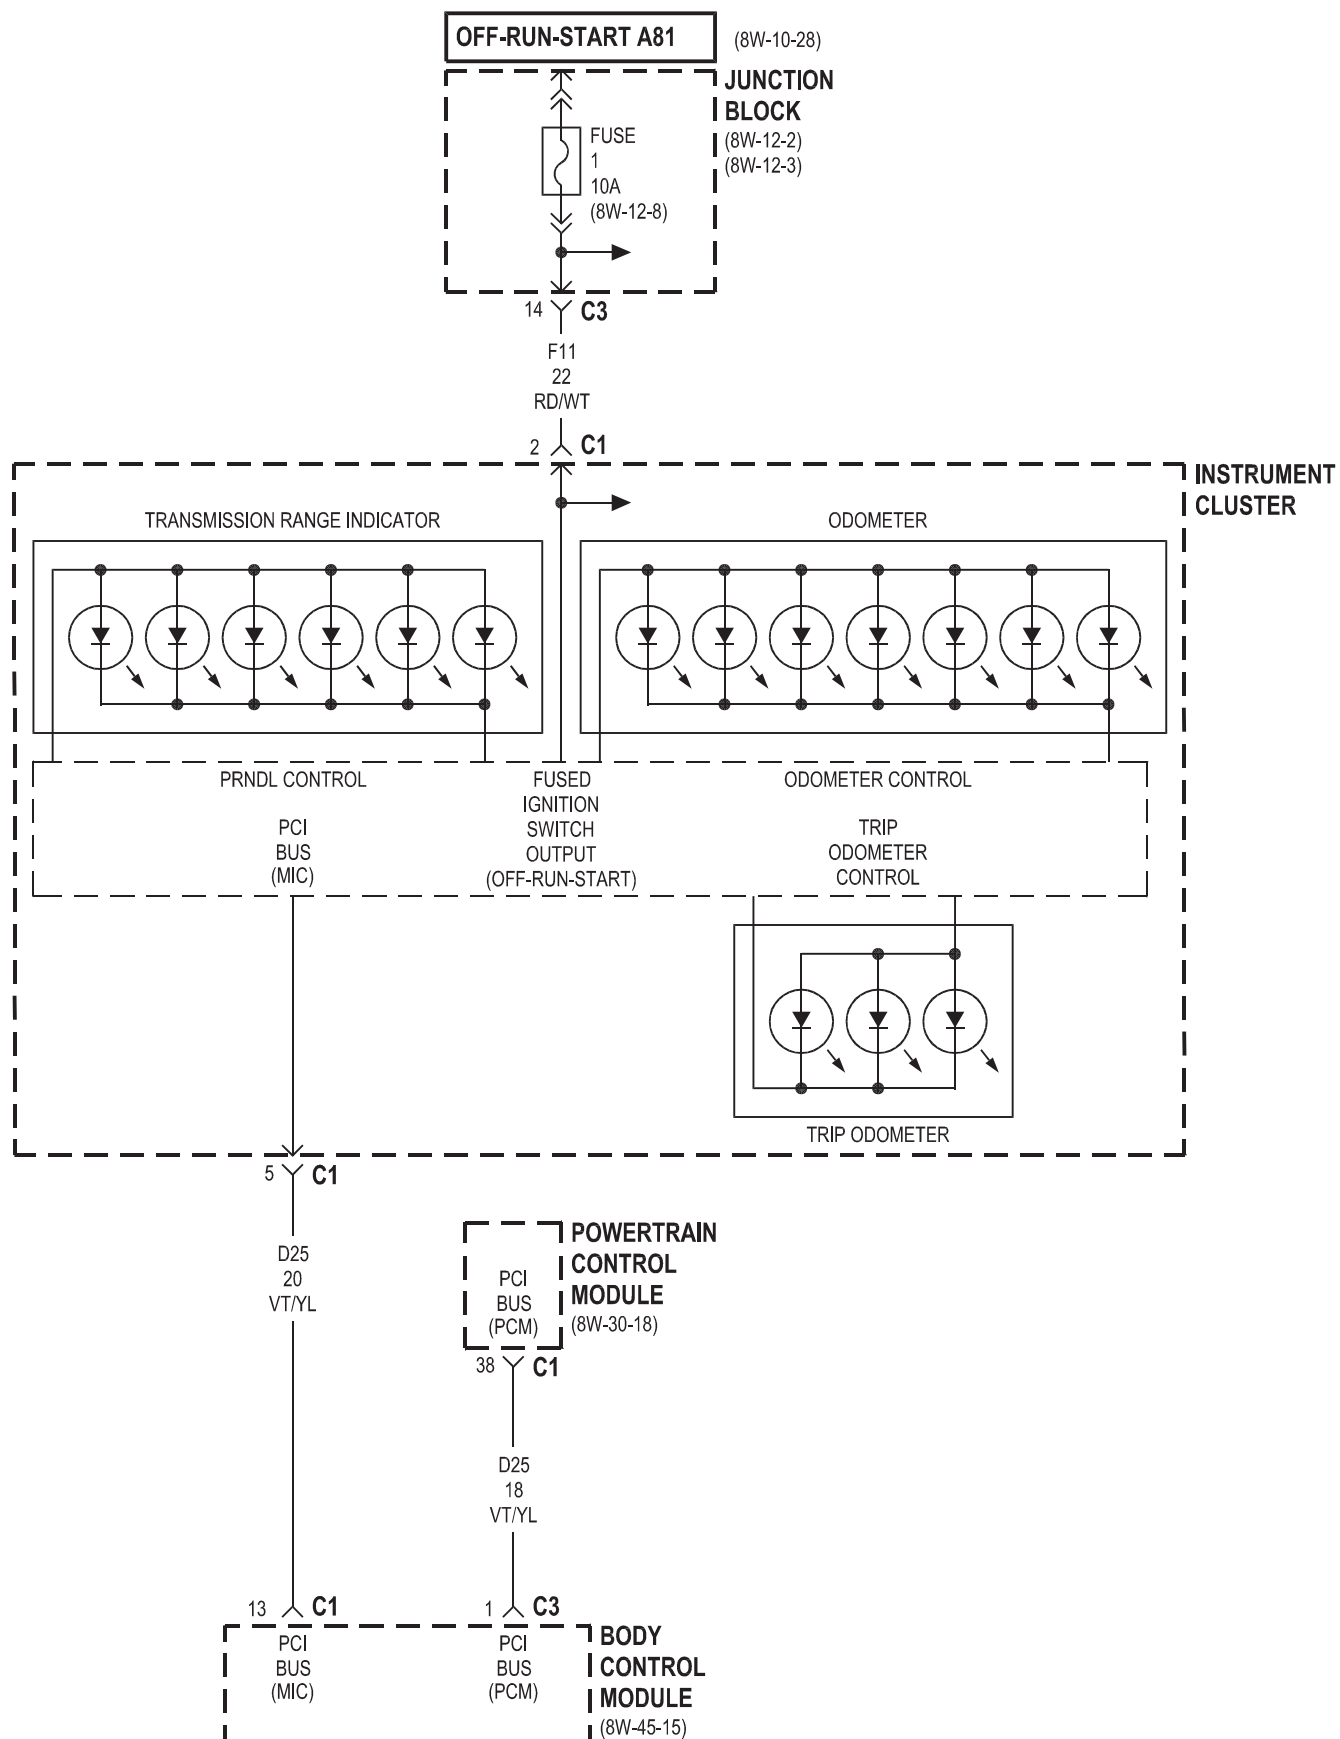 OFF-RUN-START A81
(8W-10-28)
JUNCTION
BLOCK
(8W-12-2)
(8W-12-3)
FUSE
1
10A
(8W-12-8)
14 C3
F11
22
RD/WT
2 C1
INSTRUMENT
CLUSTER
TRANSMISSION RANGE INDICATOR
ODOMETER
PRNDL CONTROL
PCI
BUS
(MIC)
FUSED
IGNITION
SWITCH
OUTPUT
(OFF-RUN-START)
ODOMETER CONTROL
TRIP
ODOMETER
CONTROL
TRIP ODOMETER
5 C1
D25
20
VT/YL
POWERTRAIN
CONTROL
MODULE
(8W-30-18)
PCI
BUS
(PCM)
38 C1
D25
18
VT/YL
13 C1
1 C3
PCI
BUS
(MIC)
PCI
BUS
(PCM)
BODY
CONTROL
MODULE
(8W-45-15)